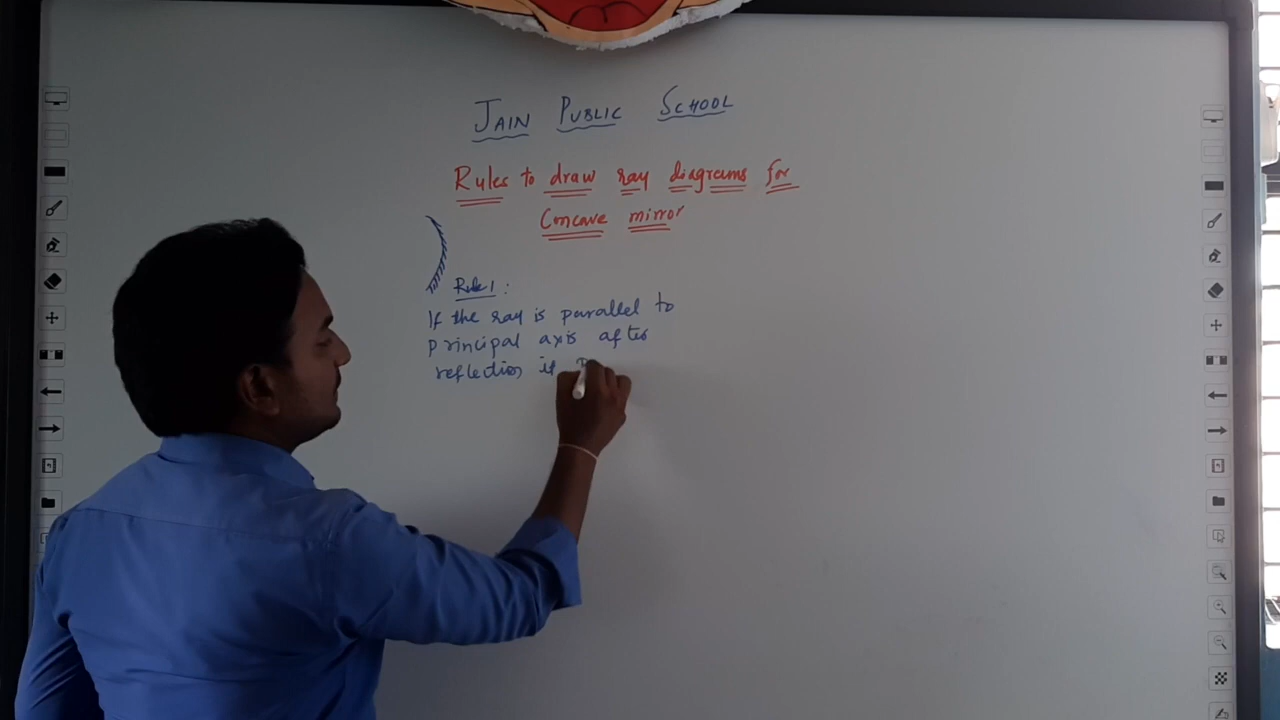 JAIN PUBLIC SCHOOL
Rules to draw ray diagrams for
Concave mirror
Rule 1 :
If the ray is parallel to
principal axis after
reflection it